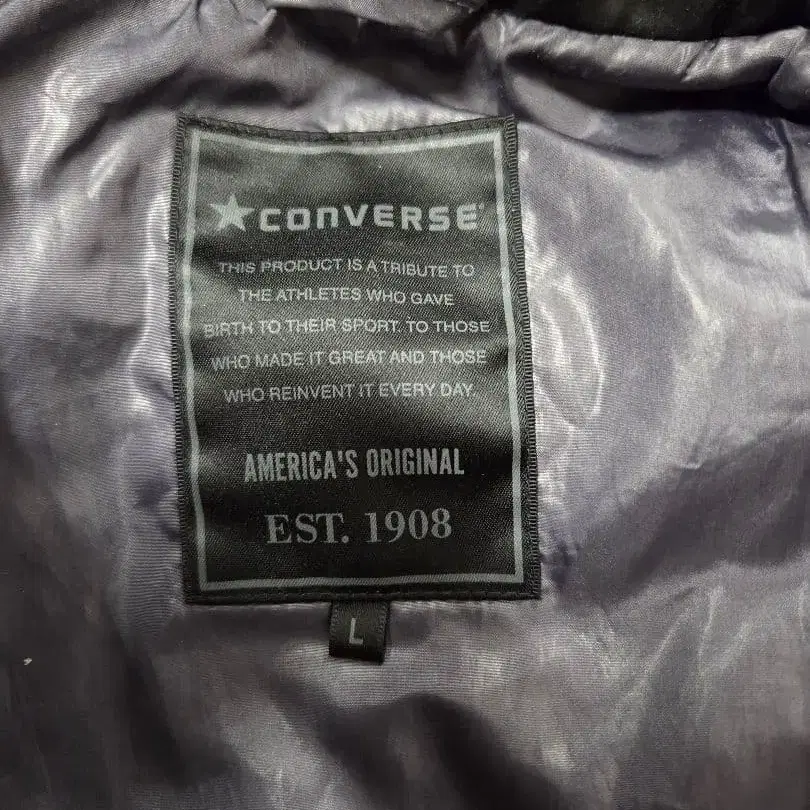 CONVERSE
THIS PRODUCT IS A TRIBUTE TO
THE ATHLETES WHO GAVE
BIRTH TO THEIR SPORT. TO THOSE
WHO MADE IT GREAT AND THOSE
WHO REINVENT IT EVERY DAY.
AMERICA'S ORIGINAL
EST. 1908
L